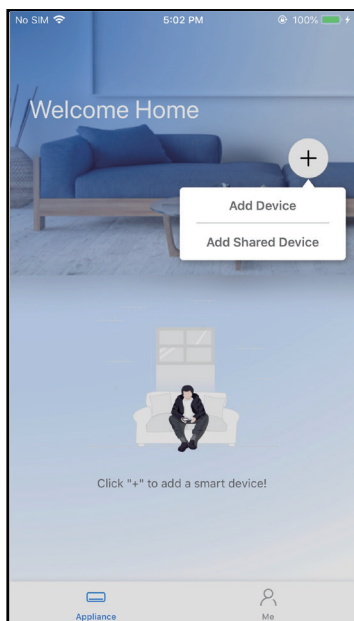 No SIM 5:02 PM 100%
Welcome Home
+
Add Device
Add Shared Device
Click "+" to add a smart device!
Appliance Me